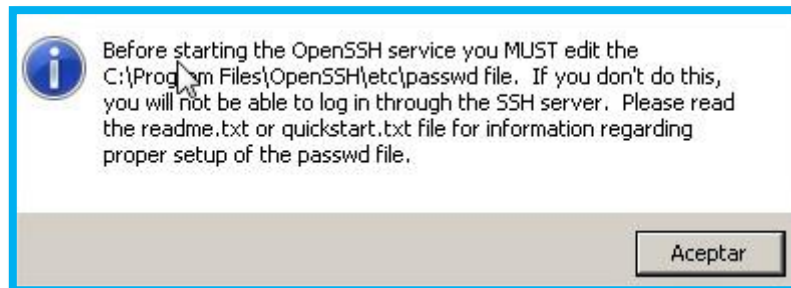 Before starting the OpenSSH service you MUST edit the
C:\Program Files\OpenSSH\etc\passwd file.  If you don't do this,
you will not be able to log in through the SSH server.  Please read
the readme.txt or quickstart.txt file for information regarding
proper setup of the passwd file.
Aceptar